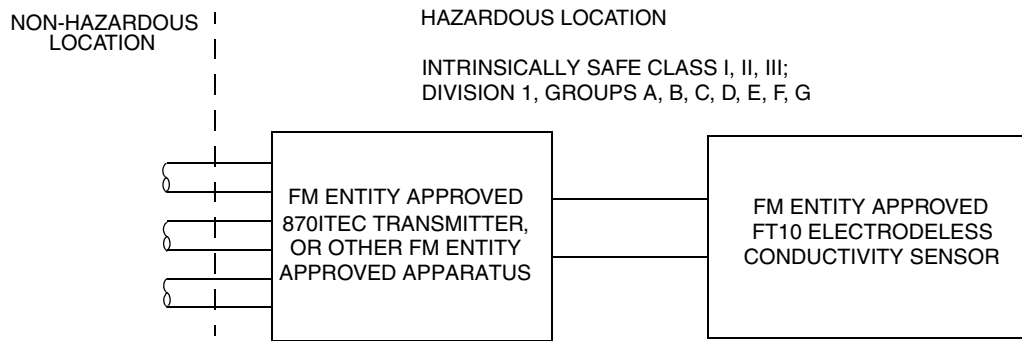 NON-HAZARDOUS
LOCATION
HAZARDOUS LOCATION
INTRINSICALLY SAFE CLASS I, II, III;
DIVISION 1, GROUPS A, B, C, D, E, F, G
FM ENTITY APPROVED
870ITEC TRANSMITTER,
OR OTHER FM ENTITY
APPROVED APPARATUS
FM ENTITY APPROVED
FT10 ELECTRODELESS
CONDUCTIVITY SENSOR